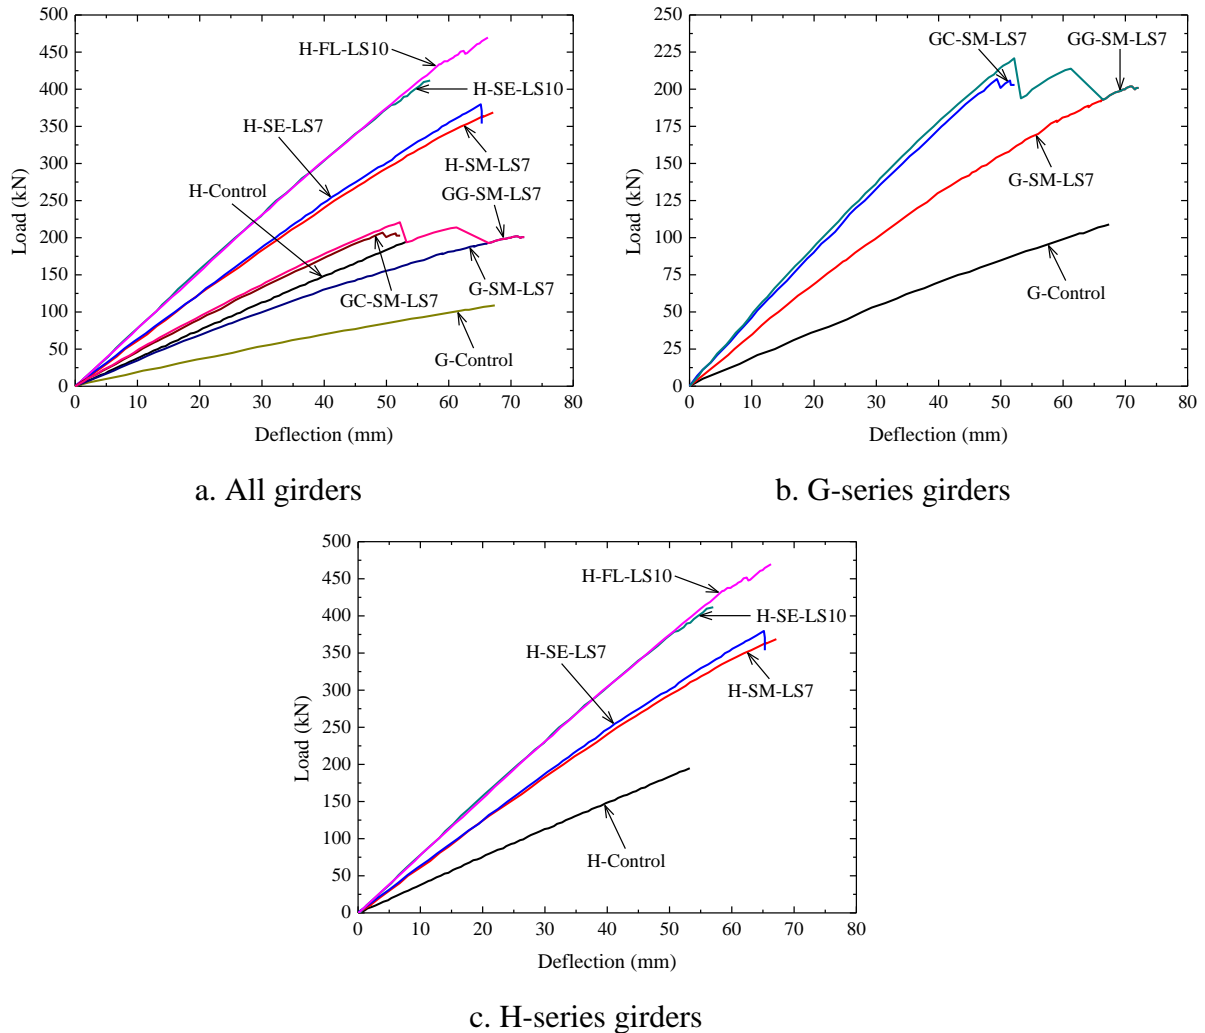 500
450
400
350
300
250
200
150
100
50
0
Load (kN)
0 10 20 30 40 50 60 70 80
Deflection (mm)
H-FL-LS10
H-SE-LS10
H-SE-LS7
H-SM-LS7
H-Control
GG-SM-LS7
G-SM-LS7
GC-SM-LS7
G-Control
a. All girders
250
225
200
175
150
125
100
75
50
25
0
Load (kN)
0 10 20 30 40 50 60 70 80
Deflection (mm)
GC-SM-LS7
GG-SM-LS7
G-SM-LS7
G-Control
b. G-series girders
500
450
400
350
300
250
200
150
100
50
0
Load (kN)
0 10 20 30 40 50 60 70 80
Deflection (mm)
H-FL-LS10
H-SE-LS10
H-SE-LS7
H-SM-LS7
H-Control
c. H-series girders